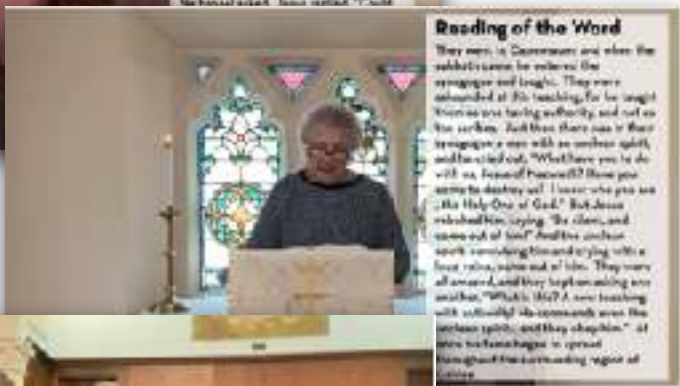 Reading of the Word
They went to Capernaum; and when the
sabbath came, he entered the
synagogue and taught. They were
astounded at his teaching, for he taught
them as one having authority, and not as
the scribes. Just then there was in their
synagogue a man with an unclean spirit,
and he cried out, "What have you to do
with us, Jesus of Nazareth? Have you
come to destroy us? I know who you are
, the Holy One of God." But Jesus
rebuked him, saying, "Be silent, and
come out of him!" And the unclean
spirit, convulsing him and crying with a
loud voice, came out of him. They were
all amazed, and they kept on asking one
another, "What is this? A new teaching
with authority! He commands even the
unclean spirits, and they obey him." At
once his fame began to spread
throughout the surrounding region of
Galilee